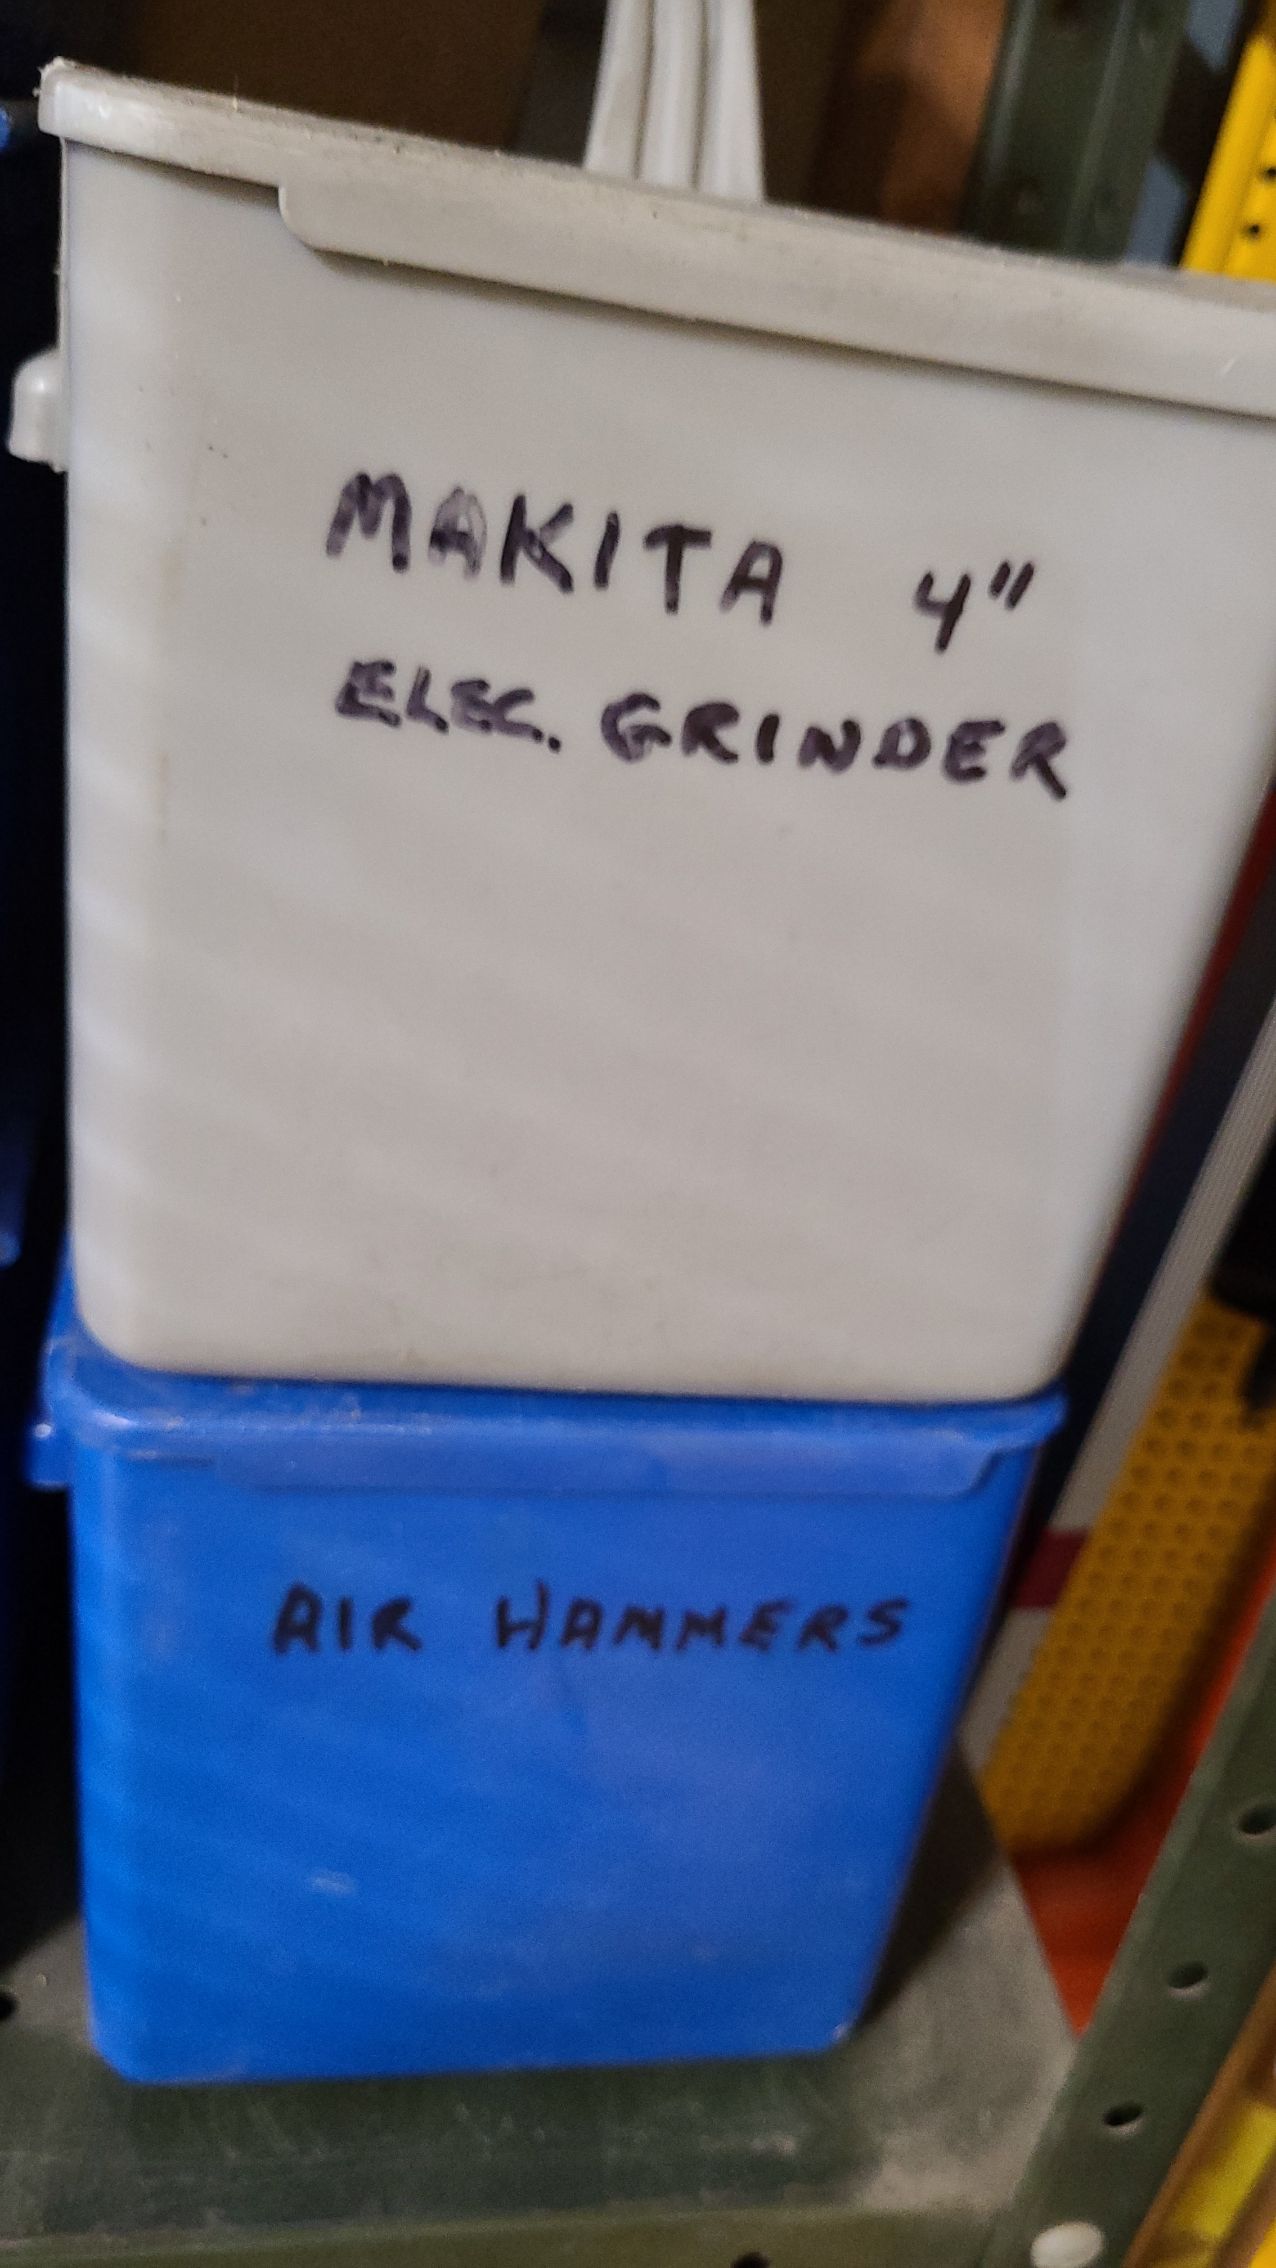 MAKITA 4"
ELEC. GRINDER
AIR HAMMERS